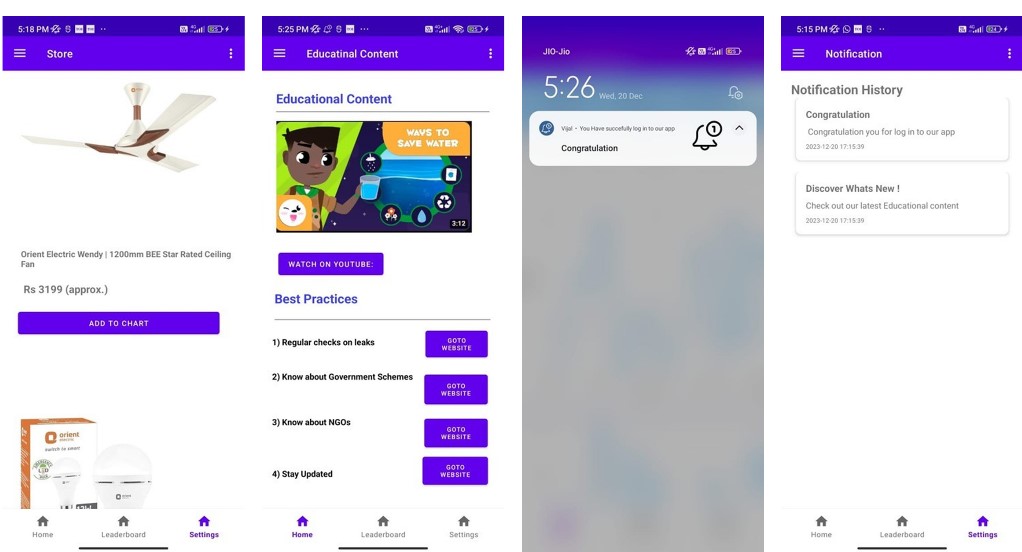 5:18 PM
Store
Orient Electric Wendy | 1200mm BEE Star Rated Ceiling
Fan
Rs 3199 (approx.)
ADD TO CHART
orient
electric
switch to smart
LED
orient
Home
Leaderboard
Settings
5:25 PM
Educatinal Content
Educational Content
WAYS TO
SAVE WATER
3:12
WATCH ON YOUTUBE:
Best Practices
1) Regular checks on leaks
GOTO
WEBSITE
2) Know about Government Schemes
GOTO
WEBSITE
3) Know about NGOs
GOTO
WEBSITE
4) Stay Updated
GOTO
WEBSITE
Home
Leaderboard
Settings
JIO-Jio
5:26 Wed, 20 Dec
Vijal • You Have succefully log in to our app
1
Congratulation
5:15 PM
Notification
Notification History
Congratulation
Congratulation you for log in to our app
2023-12-20 17:15:39
Discover Whats New !
Check out our latest Educational content
2023-12-20 17:15:39
Home
Leaderboard
Settings